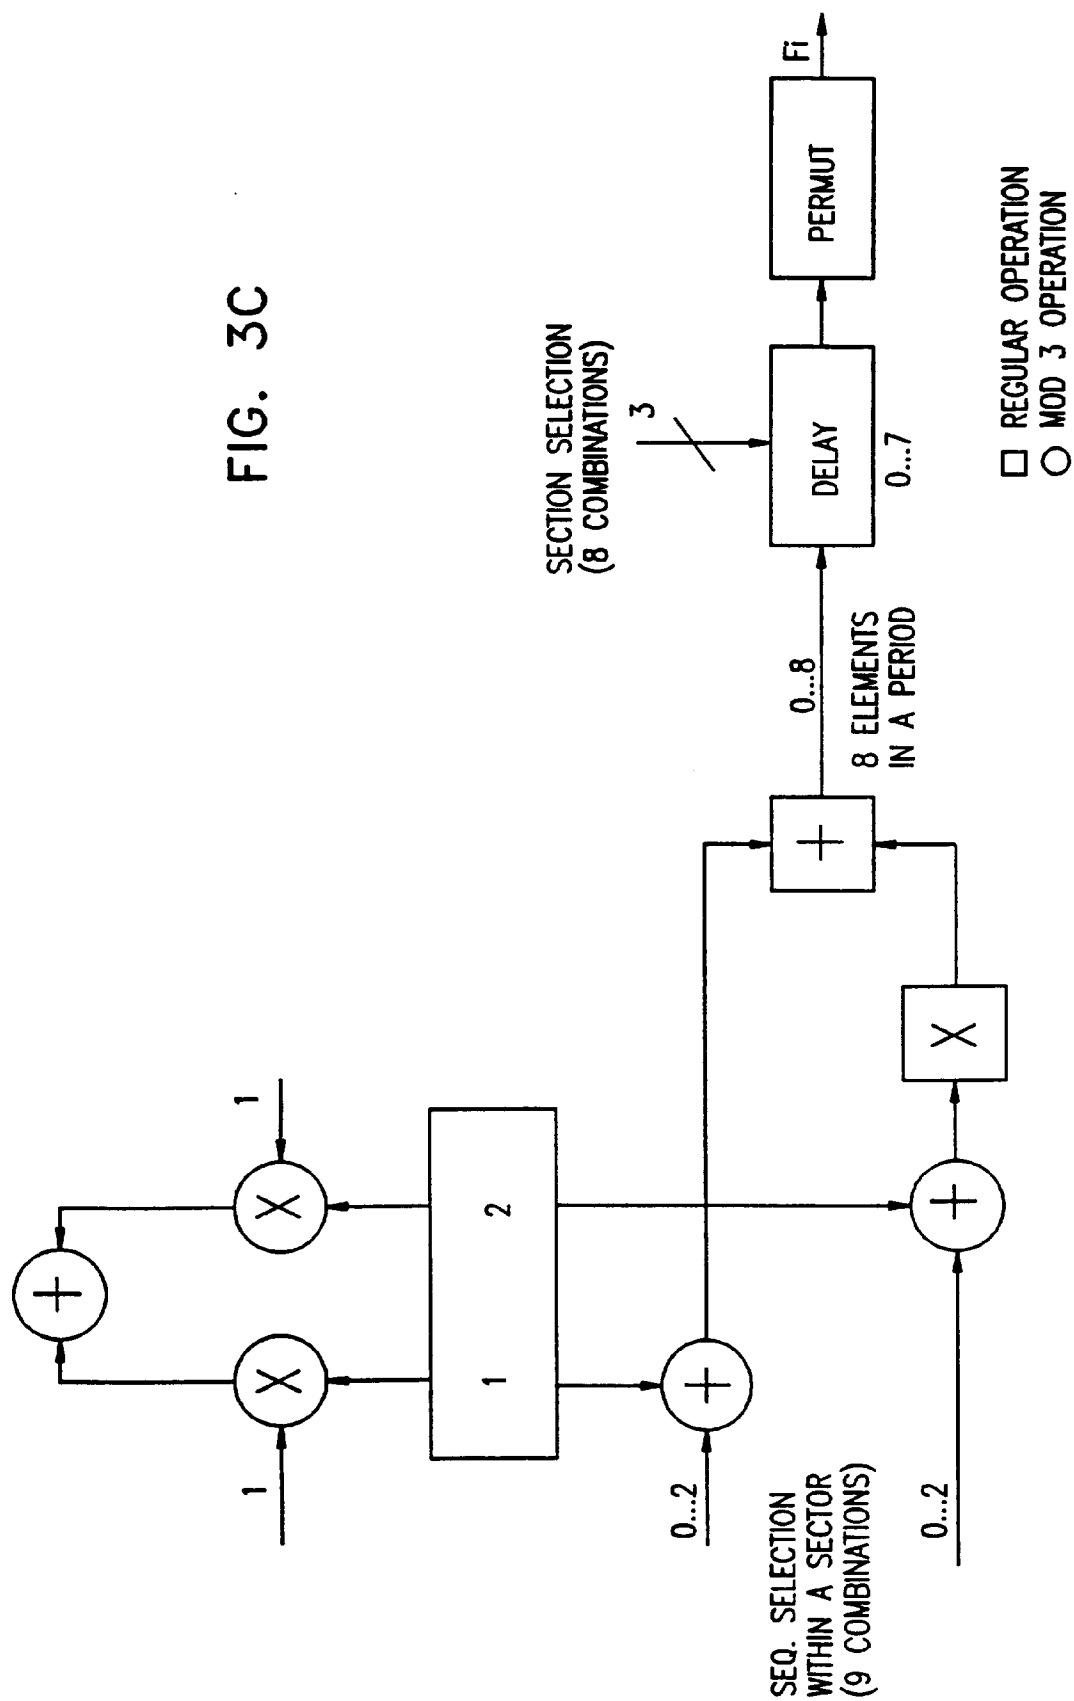 FIG. 3C
1
1
1
2
0...2
SEQ. SELECTION
WITHIN A SECTOR
(9 COMBINATIONS)
0...2
X
X
+
+
+
X
+
0...8
8 ELEMENTS
IN A PERIOD
SECTION SELECTION
(8 COMBINATIONS)
3
DELAY
0...7
PERMUT
Fi
REGULAR OPERATION
MOD 3 OPERATION